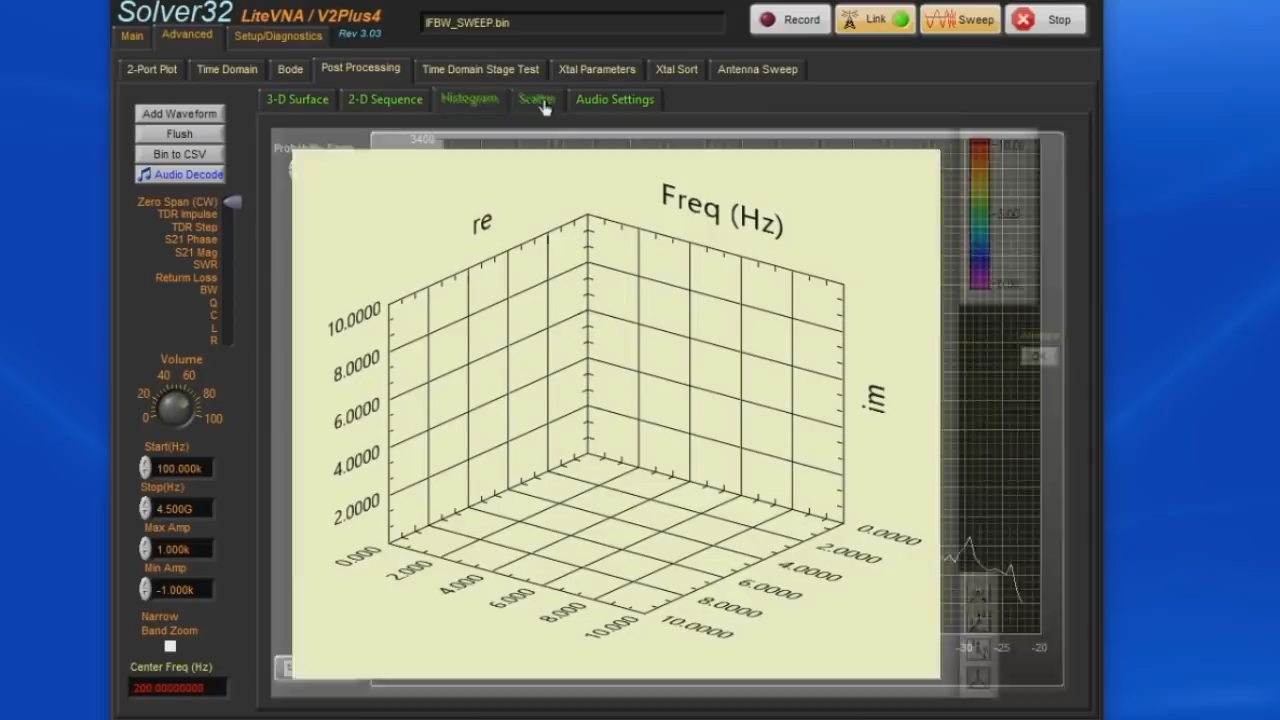 Solver32 LiteVNA / V2Plus4
Rev 3.03
IFBW_SWEEP.bin
Record
Link
Sweep
Stop
Main
Advanced
Setup/Diagnostics
2-Port Plot
Time Domain
Bode
Post Processing
Time Domain Stage Test
Xtal Parameters
Xtal Sort
Antenna Sweep
3-D Surface
2-D Sequence
Histogram
Scatter
Audio Settings
Add Waveform
Flush
Bin to CSV
Audio Decode
Zero Span (CW)
TDR Impulse
TDR Step
S21 Phase
S21 Mag
SWR
Return Loss
BW
Q
C
L
R
Volume
0
20
40
60
80
100
Start(Hz)
100.000k
Stop(Hz)
4.500G
Max Amp
1.000k
Min Amp
-1.000k
Narrow
Band Zoom
Center Freq (Hz)
200.00000000
3400
re
Freq (Hz)
im
10.0000
8.0000
6.0000
4.0000
2.0000
0.000
0.000
2.000
4.000
6.000
8.000
10.000
0.0000
2.0000
4.0000
6.0000
8.0000
10.0000
-30
-25
-20